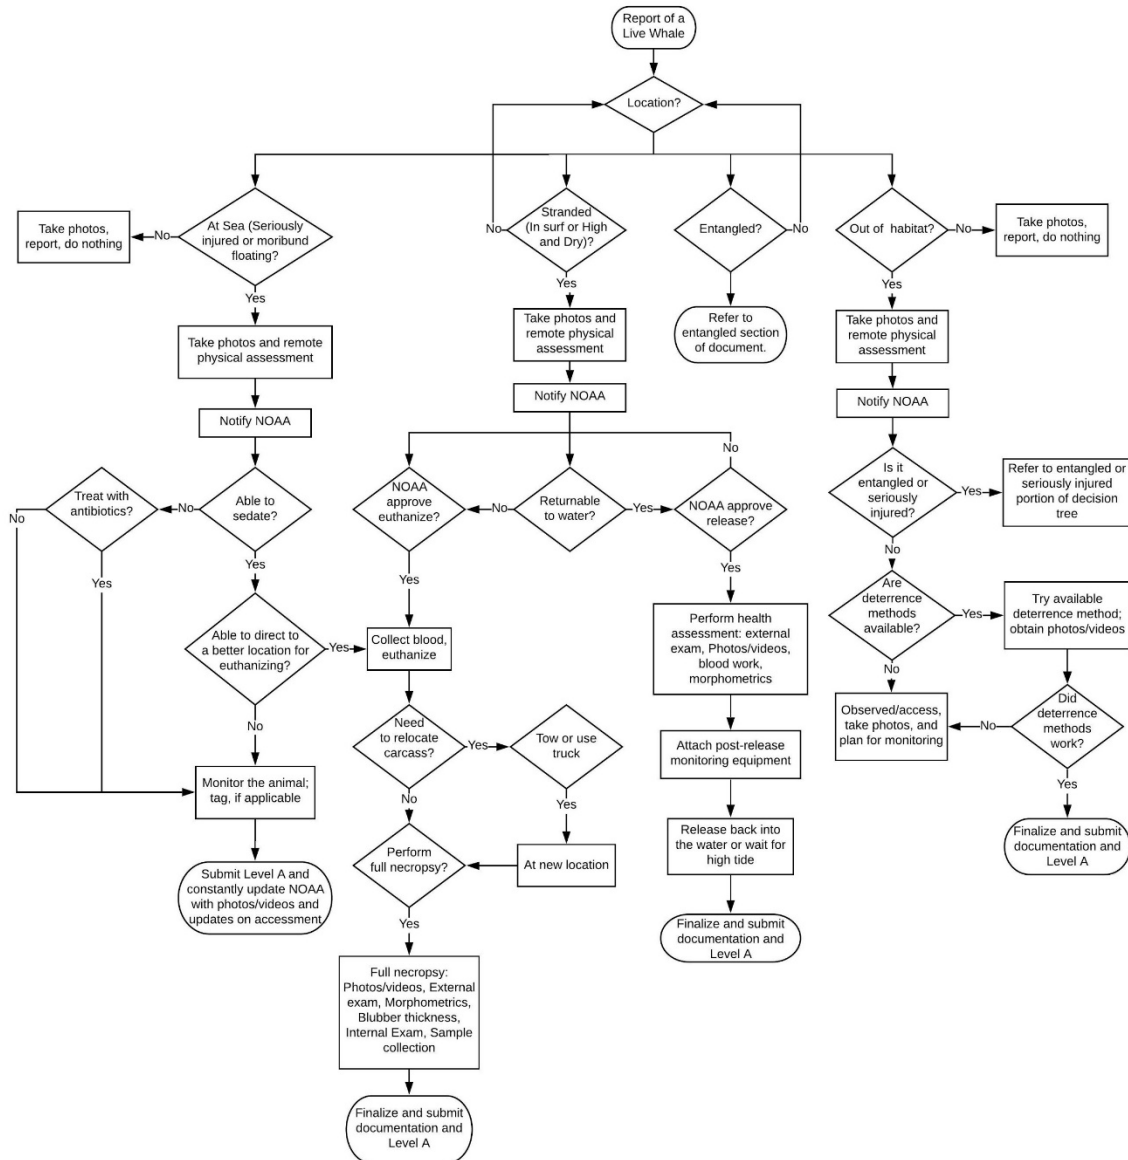 Report of a
Live Whale
Location?
At Sea (Seriously
injured or moribund
floating?
No
Take photos,
report, do nothing
Yes
Take photos and remote
physical assessment
Notify NOAA
Able to
sedate?
No
Treat with
antibiotics?
No
Yes
Yes
Able to direct to
a better location for
euthanizing?
Yes
No
Monitor the animal;
tag, if applicable
Submit Level A and
constantly update NOAA
with photos/videos and
updates on accessment
Stranded
(In surf or High
and Dry)?
No
Yes
Take photos and
remote physical
assessment
Notify NOAA
NOAA
approve
euthanize?
No
Returnable
to water?
Yes
NOAA approve
release?
No
Yes
Collect blood,
euthanize
Need
to relocate
carcass?
Yes
Tow or use
truck
Yes
At new location
No
Perform
full necropsy?
Yes
Full necropsy:
Photos/videos, External
exam, Morphometrics,
Blubber thickness,
Internal Exam, Sample
collection
Finalize and submit
documentation and
Level A
Yes
Perform health
assessment: external
exam, Photos/videos,
blood work,
morphometrics
Attach post-release
monitoring equipment
Release back into
the water or wait for
high tide
Finalize and submit
documentation and
Level A
Entangled?
No
Refer to
entangled section
of document.
Out of habitat?
No
Take photos,
report, do nothing
Yes
Take photos and
remote physical
assessment
Notify NOAA
Is it
entangled or
seriously
injured?
Yes
Refer to entangled or
seriously injured
portion of decision
tree
No
Are
deterrence
methods
available?
Yes
Try available
deterrence method;
obtain photos/videos
No
Observed/access,
take photos, and
plan for monitoring
No
Did
deterrence
methods
work?
Yes
Finalize and submit
documentation and
Level A